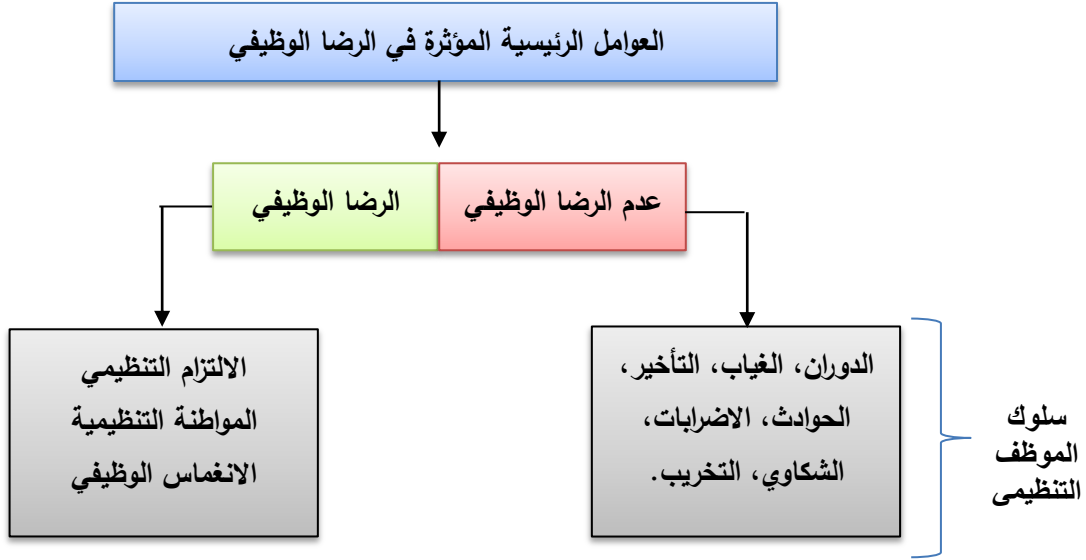 العوامل الرئيسية المؤثرة في الرضا الوظيفي
عدم الرضا الوظيفي
الرضا الوظيفي
الدوران، الغياب، التأخير،
الحوادث، الاضرابات،
الشكاوي، التخريب.
الالتزام التنظيمي
المواطنة التنظيمية
الانغماس الوظيفي
سلوك
الموظف
التنظيمى